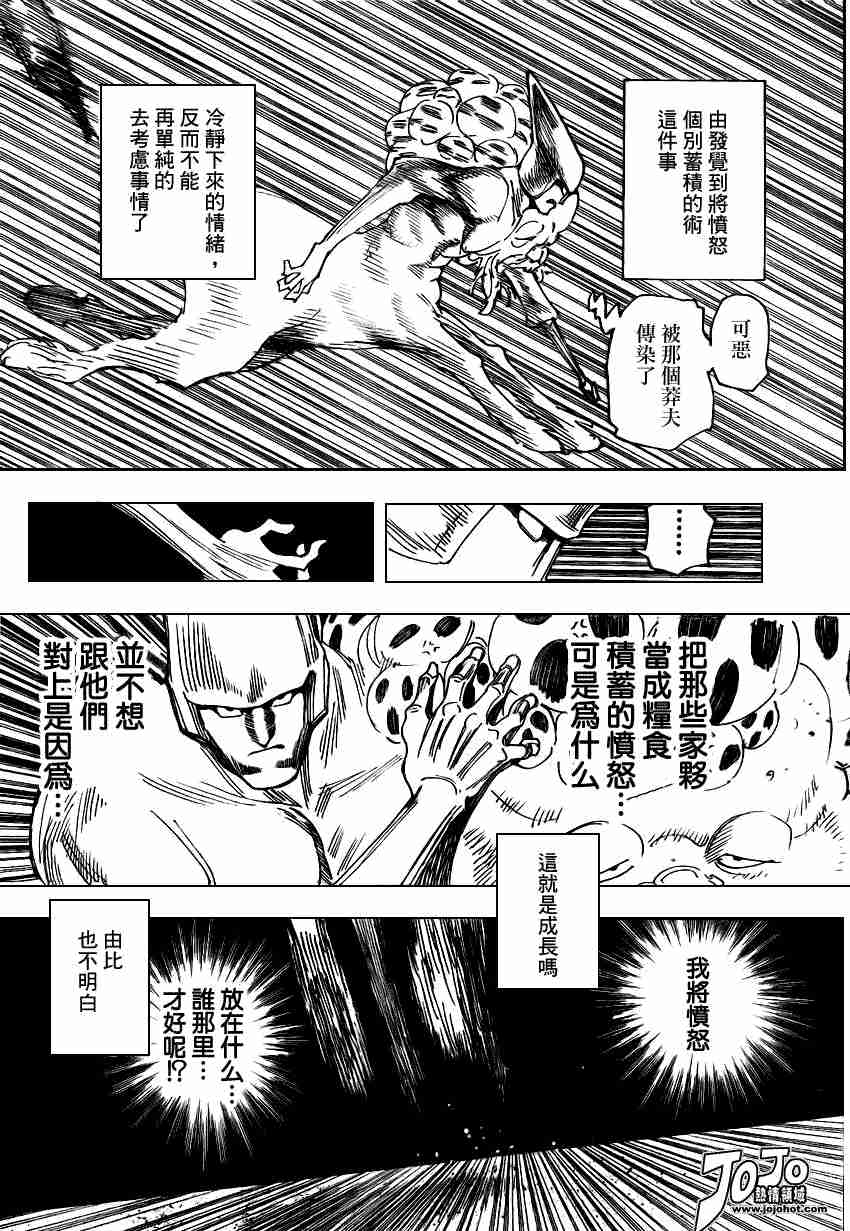 由發覺到將憤怒
個別蓄積的術
這件事
冷靜下來的情緒，
反而不能
再單純的
去考慮事情了
可惡
被那個莽夫
傳染了
……
把那些家夥
當成糧食
積蓄的憤怒…
可是為什么
並不想
跟他們
對上是因為…
這就是成長嗎
由比
也不明白
我將憤怒
放在什么…
誰那里…
才好呢!?
JOJO
熱情領域
www.jojohot.com